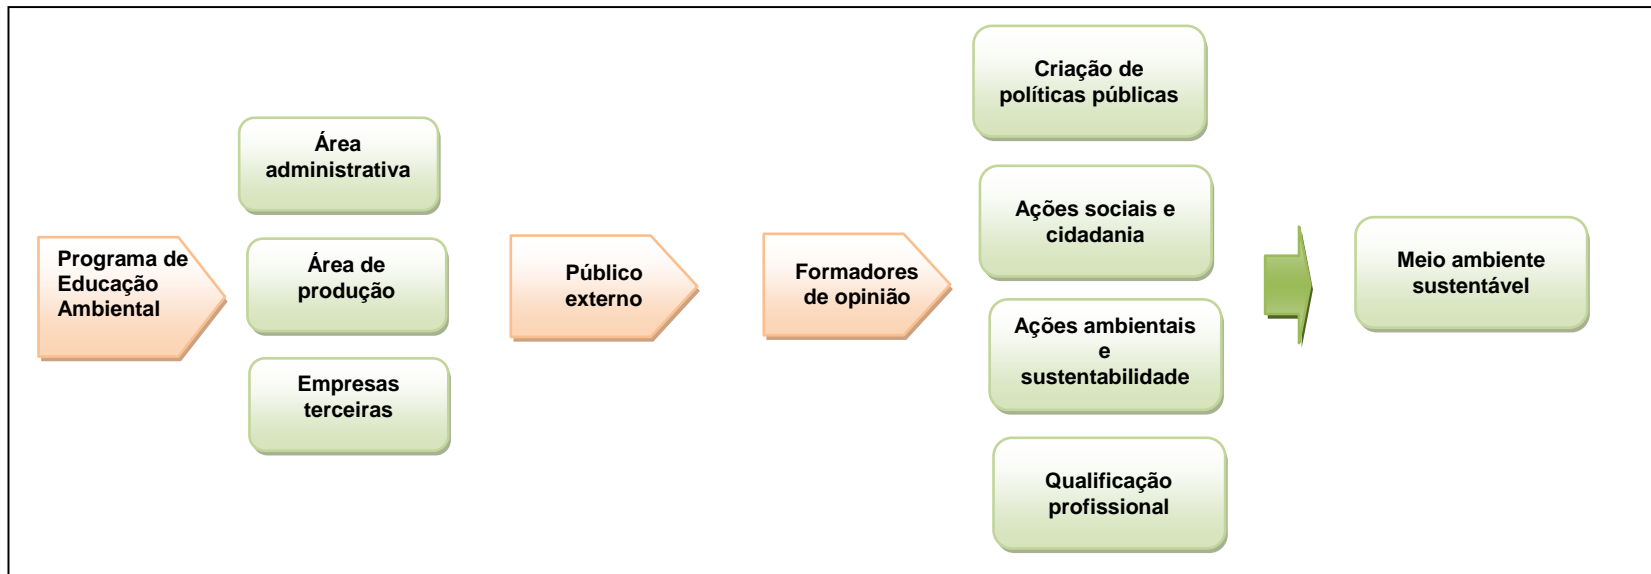 Programa de
Educação
Ambiental
Área
administrativa
Área de
produção
Empresas
terceiras
Público
externo
Formadores
de opinião
Criação de
políticas públicas
Ações sociais e
cidadania
Ações ambientais
e
sustentabilidade
Qualificação
profissional
Meio ambiente
sustentável